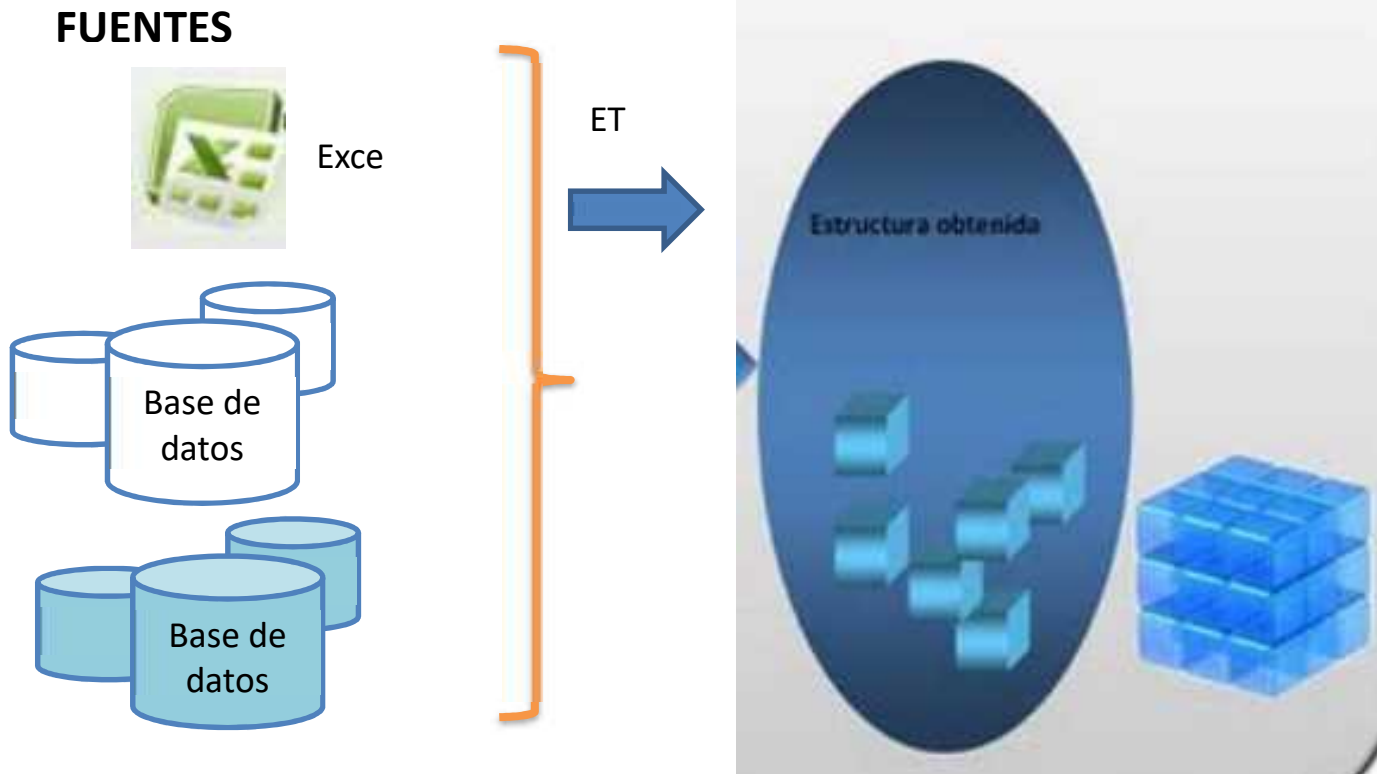 FUENTES
Exce
ET
Estructura obtenida
Base de
datos
Base de
datos